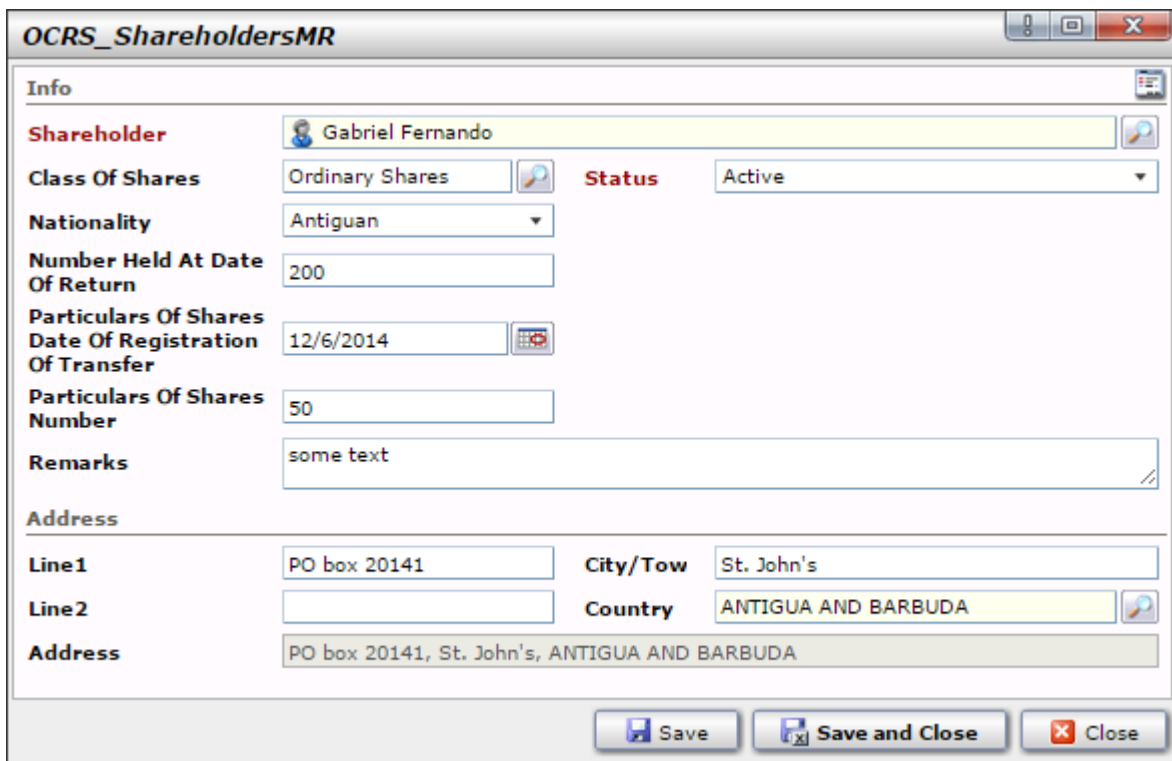 OCRS_ShareholdersMR
Info
Shareholder Gabriel Fernando
Class Of Shares Ordinary Shares Status Active
Nationality Antiguan
Number Held At Date
Of Return 200
Particulars Of Shares
Date Of Registration 12/6/2014
Of Transfer
Particulars Of Shares
Number 50
Remarks some text
Address
Line1 PO box 20141 City/Tow St. John's
Line2 Country ANTIGUA AND BARBUDA
Address PO box 20141, St. John's, ANTIGUA AND BARBUDA
Save Save and Close Close